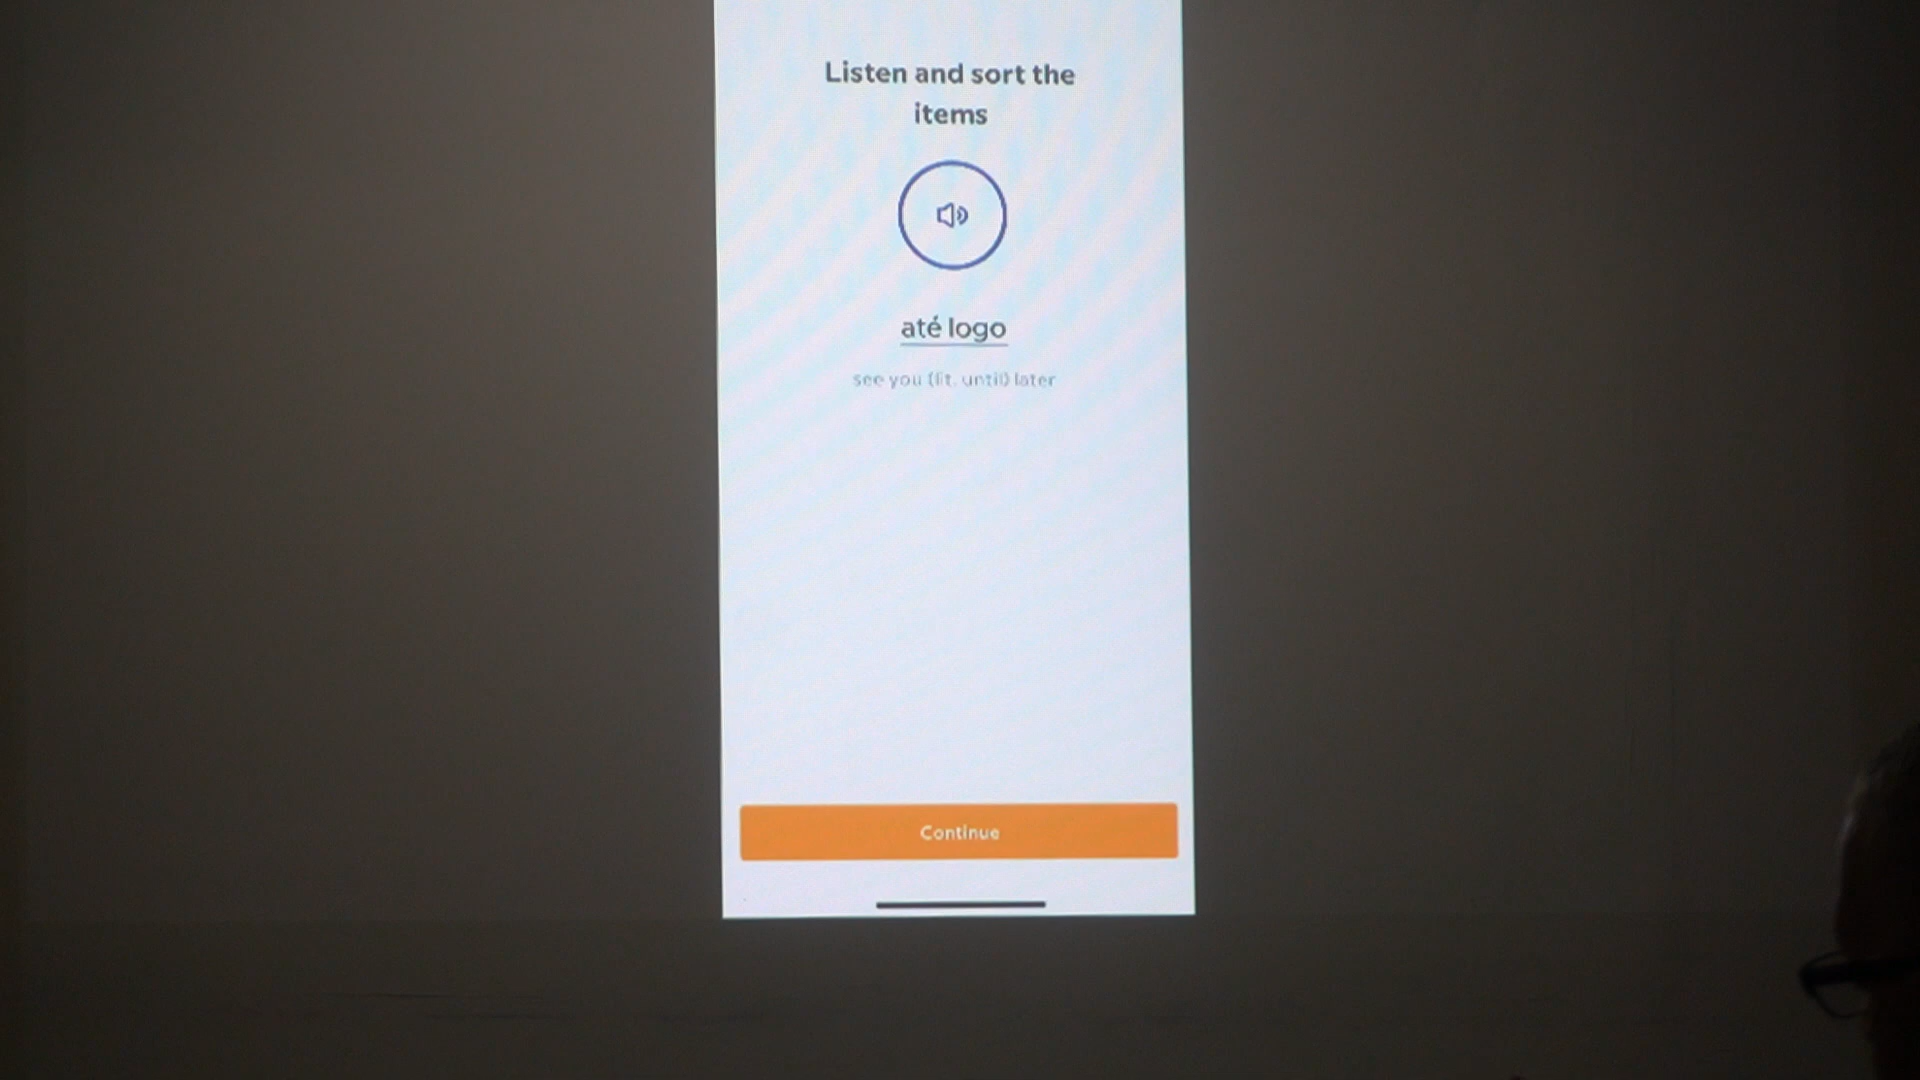 Listen and sort the
items
até logo
see you (lit. until) later
Continue